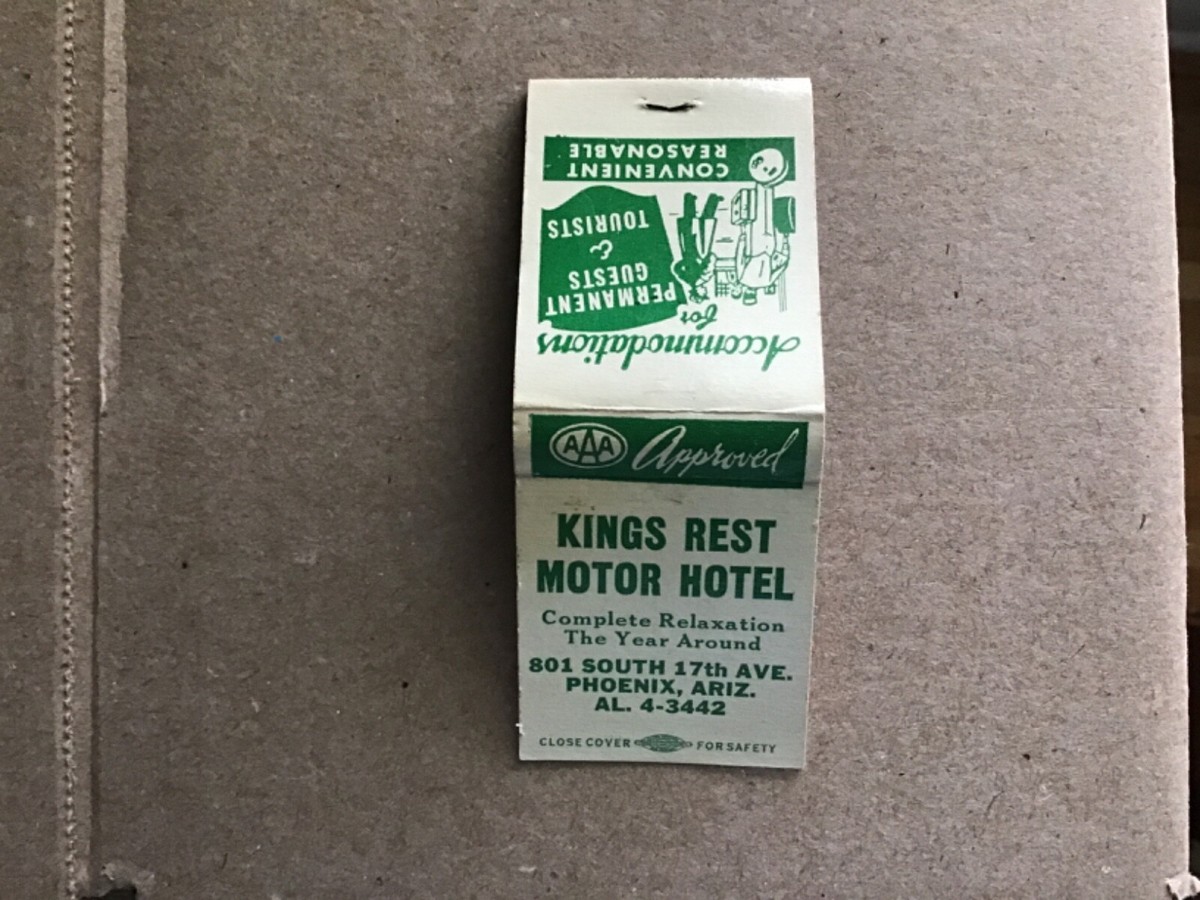 Accommodations
for
PERMANENT
GUESTS
&
TOURISTS
CONVENIENT
REASONABLE
AAA Approved
KINGS REST
MOTOR HOTEL
Complete Relaxation
The Year Around
801 SOUTH 17th AVE.
PHOENIX, ARIZ.
AL. 4-3442
CLOSE COVER FOR SAFETY